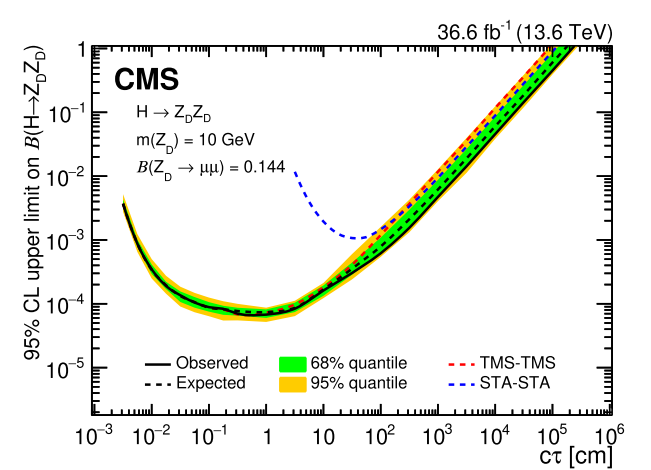 36.6 fb⁻¹ (13.6 TeV)
CMS
H → Z_D Z_D
m(Z_D) = 10 GeV
B(Z_D → μμ) = 0.144
95% CL upper limit on B(H→Z_D Z_D)
1
10⁻¹
10⁻²
10⁻³
10⁻⁴
10⁻⁵
Observed 68% quantile TMS-TMS
Expected 95% quantile STA-STA
10⁻³ 10⁻² 10⁻¹ 1 10 10² 10³ 10⁴ 10⁵ 10⁶
cτ [cm]